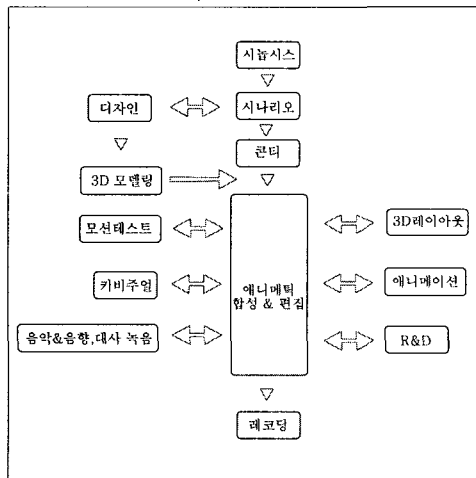 시놉시스
디자인
시나리오
콘티
3D 모델링
모션테스트
3D레이아웃
카비주얼
애니메틱
합성 & 편집
애니메이션
음악&음향,대사 녹음
R&D
레코딩